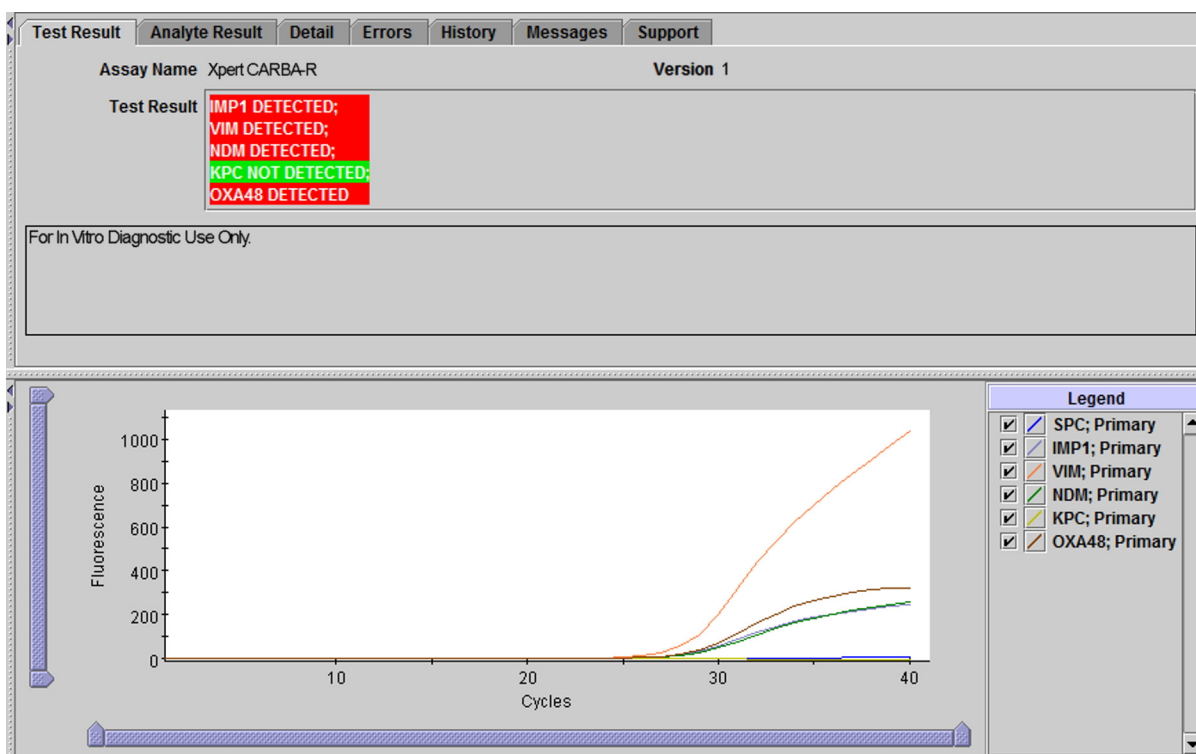 Test Result Analyte Result Detail Errors History Messages Support
Assay Name Xpert CARBA-R Version 1
Test Result IMP1 DETECTED;
VIM DETECTED;
NDM DETECTED;
KPC NOT DETECTED;
OXA48 DETECTED
For In Vitro Diagnostic Use Only.
1000
800
600
400
200
0
Fluorescence
10 20 30 40
Cycles
Legend
SPC; Primary
IMP1; Primary
VIM; Primary
NDM; Primary
KPC; Primary
OXA48; Primary